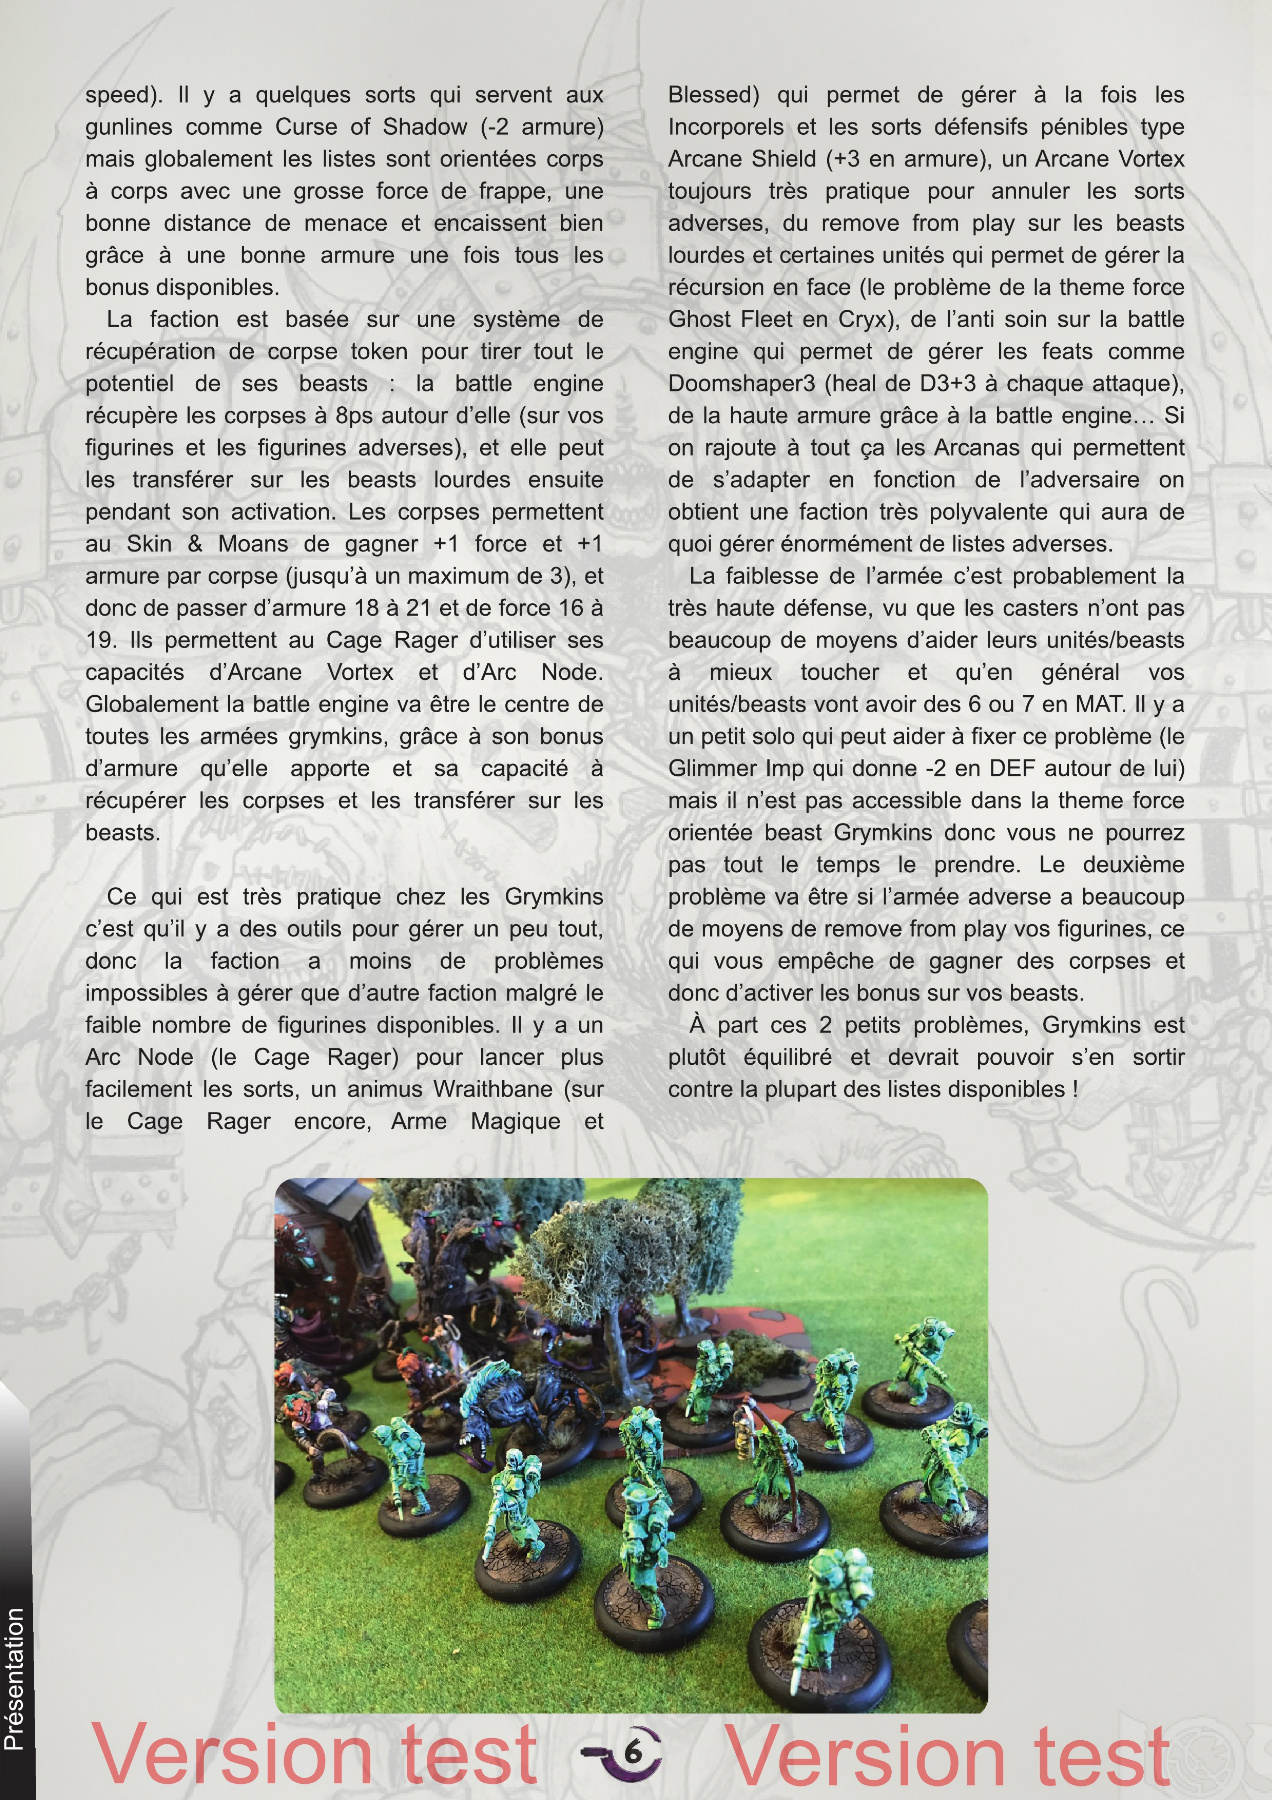 speed). Il y a quelques sorts qui servent aux
gunlines comme Curse of Shadow (-2 armure)
mais globalement les listes sont orientées corps
à corps avec une grosse force de frappe, une
bonne distance de menace et encaissent bien
grâce à une bonne armure une fois tous les
bonus disponibles.
La faction est basée sur une système de
récupération de corpse token pour tirer tout le
potentiel de ses beasts : la battle engine
récupère les corpses à 8ps autour d’elle (sur vos
figurines et les figurines adverses), et elle peut
les transférer sur les beasts lourdes ensuite
pendant son activation. Les corpses permettent
au Skin & Moans de gagner +1 force et +1
armure par corpse (jusqu’à un maximum de 3), et
donc de passer d’armure 18 à 21 et de force 16 à
19. Ils permettent au Cage Rager d’utiliser ses
capacités d’Arcane Vortex et d’Arc Node.
Globalement la battle engine va être le centre de
toutes les armées grymkins, grâce à son bonus
d’armure qu’elle apporte et sa capacité à
récupérer les corpses et les transférer sur les
beasts.
Ce qui est très pratique chez les Grymkins
c’est qu’il y a des outils pour gérer un peu tout,
donc la faction a moins de problèmes
impossibles à gérer que d’autre faction malgré le
faible nombre de figurines disponibles. Il y a un
Arc Node (le Cage Rager) pour lancer plus
facilement les sorts, un animus Wraithbane (sur
le Cage Rager encore, Arme Magique et
Blessed) qui permet de gérer à la fois les
Incorporels et les sorts défensifs pénibles type
Arcane Shield (+3 en armure), un Arcane Vortex
toujours très pratique pour annuler les sorts
adverses, du remove from play sur les beasts
lourdes et certaines unités qui permet de gérer la
récursion en face (le problème de la theme force
Ghost Fleet en Cryx), de l’anti soin sur la battle
engine qui permet de gérer les feats comme
Doomshaper3 (heal de D3+3 à chaque attaque),
de la haute armure grâce à la battle engine… Si
on rajoute à tout ça les Arcanas qui permettent
de s’adapter en fonction de l’adversaire on
obtient une faction très polyvalente qui aura de
quoi gérer énormément de listes adverses.
La faiblesse de l’armée c’est probablement la
très haute défense, vu que les casters n’ont pas
beaucoup de moyens d’aider leurs unités/beasts
à mieux toucher et qu’en général vos
unités/beasts vont avoir des 6 ou 7 en MAT. Il y a
un petit solo qui peut aider à fixer ce problème (le
Glimmer Imp qui donne -2 en DEF autour de lui)
mais il n’est pas accessible dans la theme force
orientée beast Grymkins donc vous ne pourrez
pas tout le temps le prendre. Le deuxième
problème va être si l’armée adverse a beaucoup
de moyens de remove from play vos figurines, ce
qui vous empêche de gagner des corpses et
donc d’activer les bonus sur vos beasts.
À part ces 2 petits problèmes, Grymkins est
plutôt équilibré et devrait pouvoir s’en sortir
contre la plupart des listes disponibles !
Présentation
Version test
6
Version test